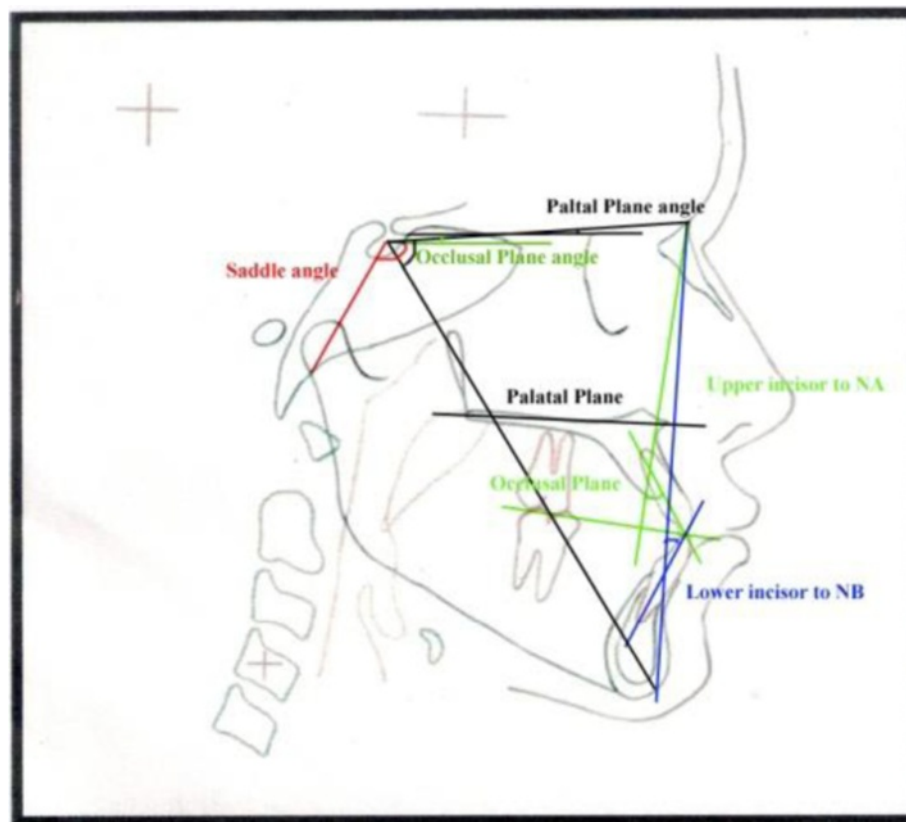 Paltal Plane angle
Occlusal Plane angle
Saddle angle
Upper incisor to NA
Palatal Plane
Occlusal Plane
Lower incisor to NB